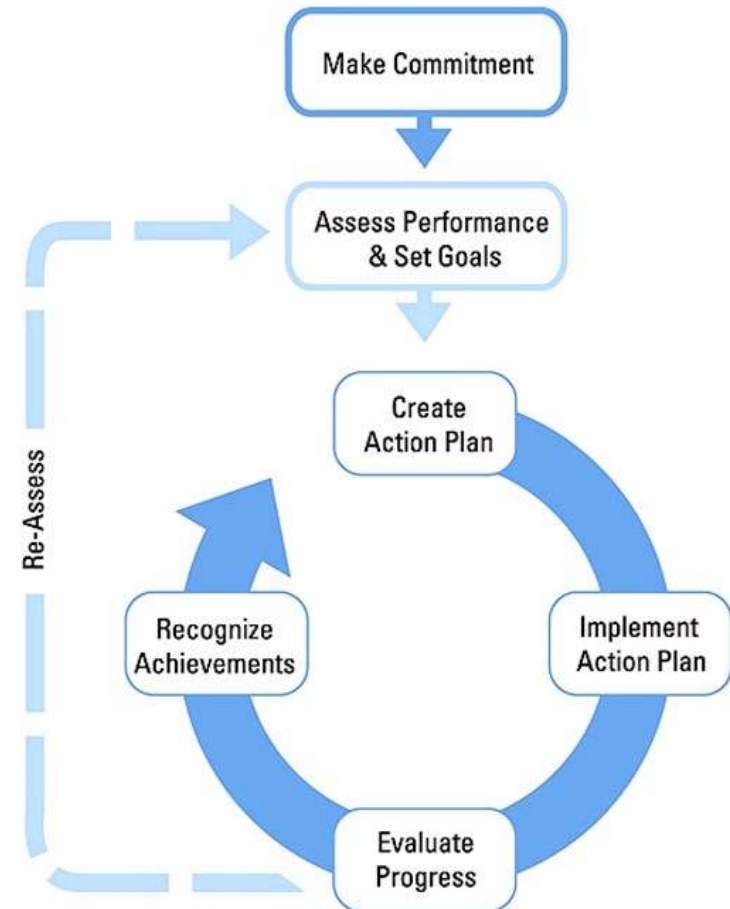 Make Commitment
Assess Performance
& Set Goals
Create
Action Plan
Re-Assess
Recognize
Achievements
Implement
Action Plan
Evaluate
Progress